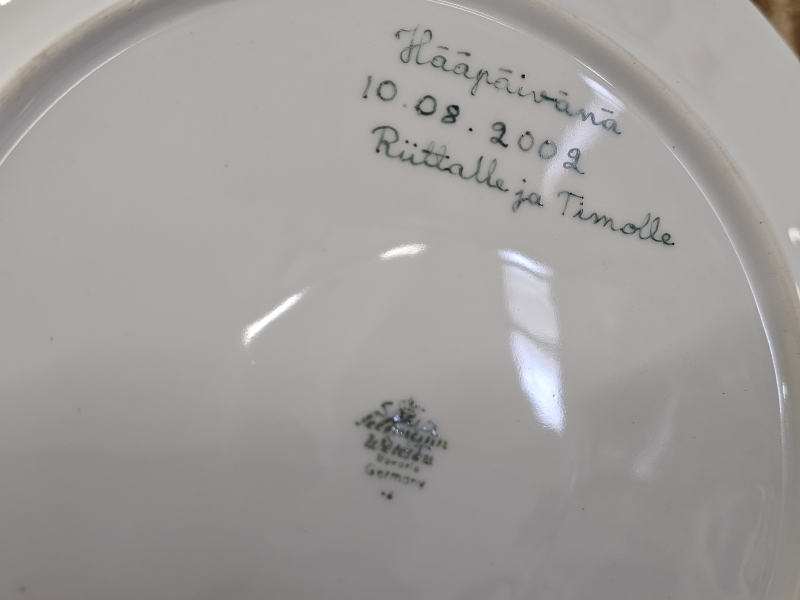 Hääpäivänä
10.08.2002
Riittalle ja Timolle
Seltmann
Weiden
Bavaria
Germany